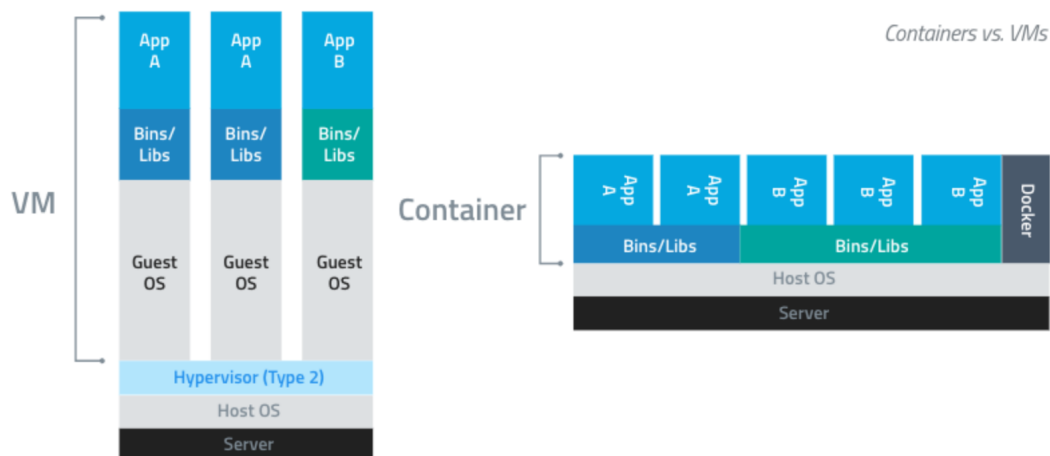 Containers vs. VMs
VM
App
A
App
A
App
B
Bins/
Libs
Bins/
Libs
Bins/
Libs
Guest
OS
Guest
OS
Guest
OS
Hypervisor (Type 2)
Host OS
Server
Container
App
A
App
A
App
B
App
B
App
B
Docker
Bins/Libs
Bins/Libs
Host OS
Server